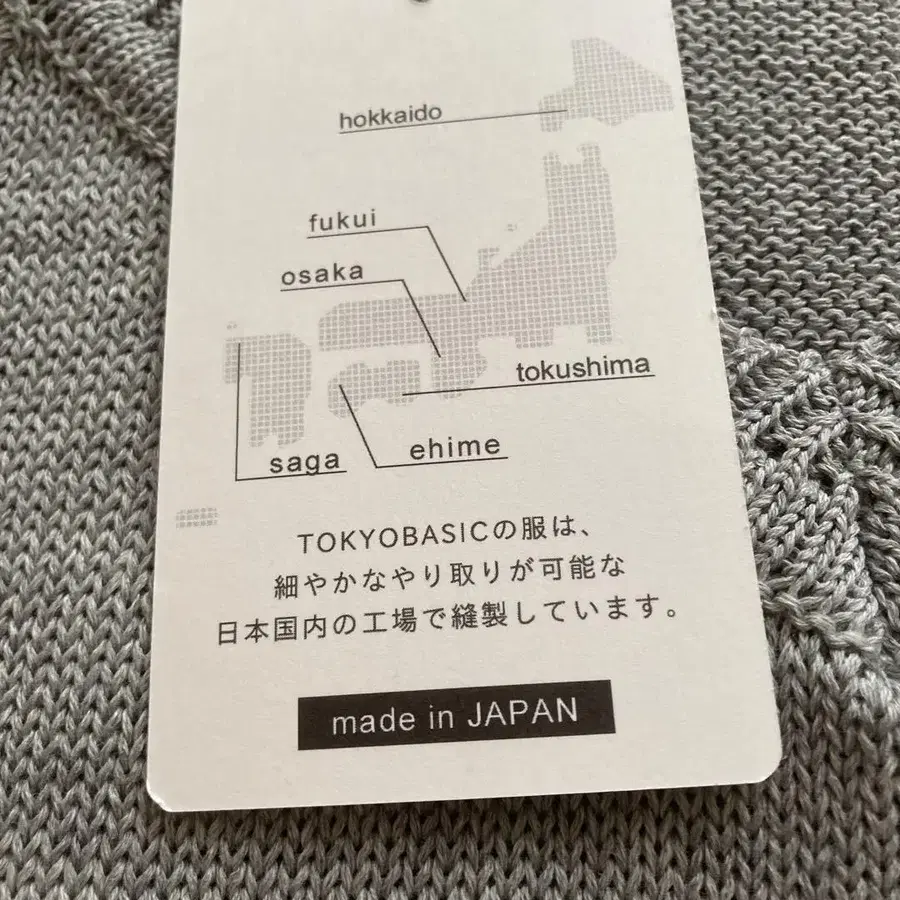 hokkaido
fukui
osaka
tokushima
ehime
saga
TOKYOBASICの服は、
細やかなやり取りが可能な
日本国内の工場で縫製しています。
made in JAPAN